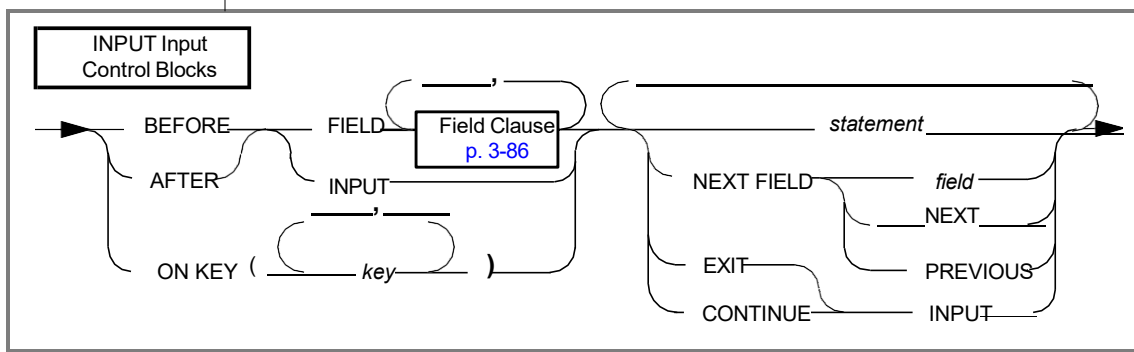 INPUT Input
Control Blocks
,
BEFORE FIELD Field Clause statement
p. 3-86
AFTER INPUT NEXT FIELD field
, NEXT
ON KEY ( key ) EXIT PREVIOUS
CONTINUE INPUT